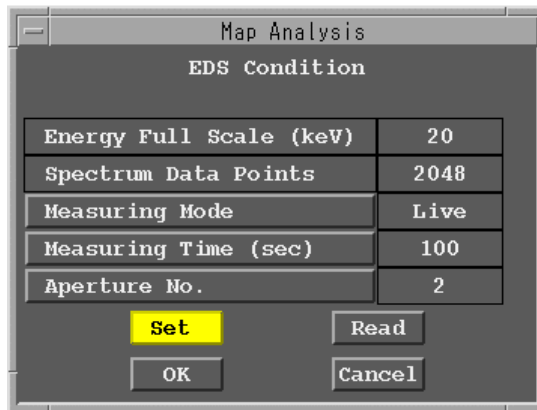 Map Analysis
EDS Condition
Energy Full Scale (keV) 20
Spectrum Data Points 2048
Measuring Mode Live
Measuring Time (sec) 100
Aperture No. 2
Set Read
OK Cancel